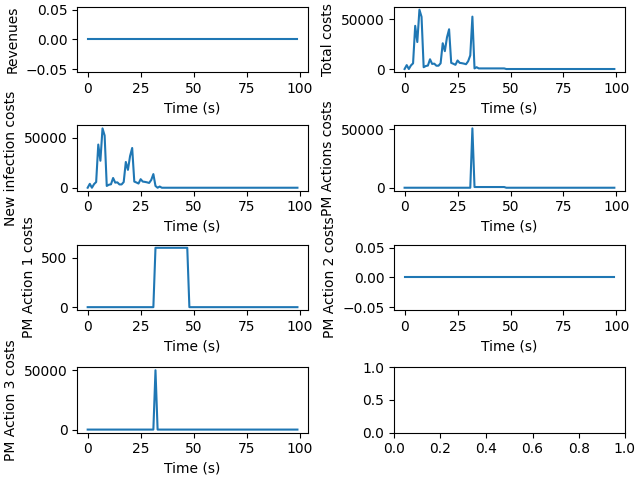 Revenues
0.05
0.00
−0.05
0 25 50 75 100
Time (s)
Total costs
50000
0
0 25 50 75 100
Time (s)
New infection costs
50000
0
0 25 50 75 100
Time (s)
PM Actions costs
50000
0
0 25 50 75 100
Time (s)
PM Action 1 costs
500
0
0 25 50 75 100
Time (s)
PM Action 2 costs
0.05
0.00
−0.05
0 25 50 75 100
Time (s)
PM Action 3 costs
50000
0
0 25 50 75 100
Time (s)
1.0
0.5
0.0
0.0 0.2 0.4 0.6 0.8 1.0